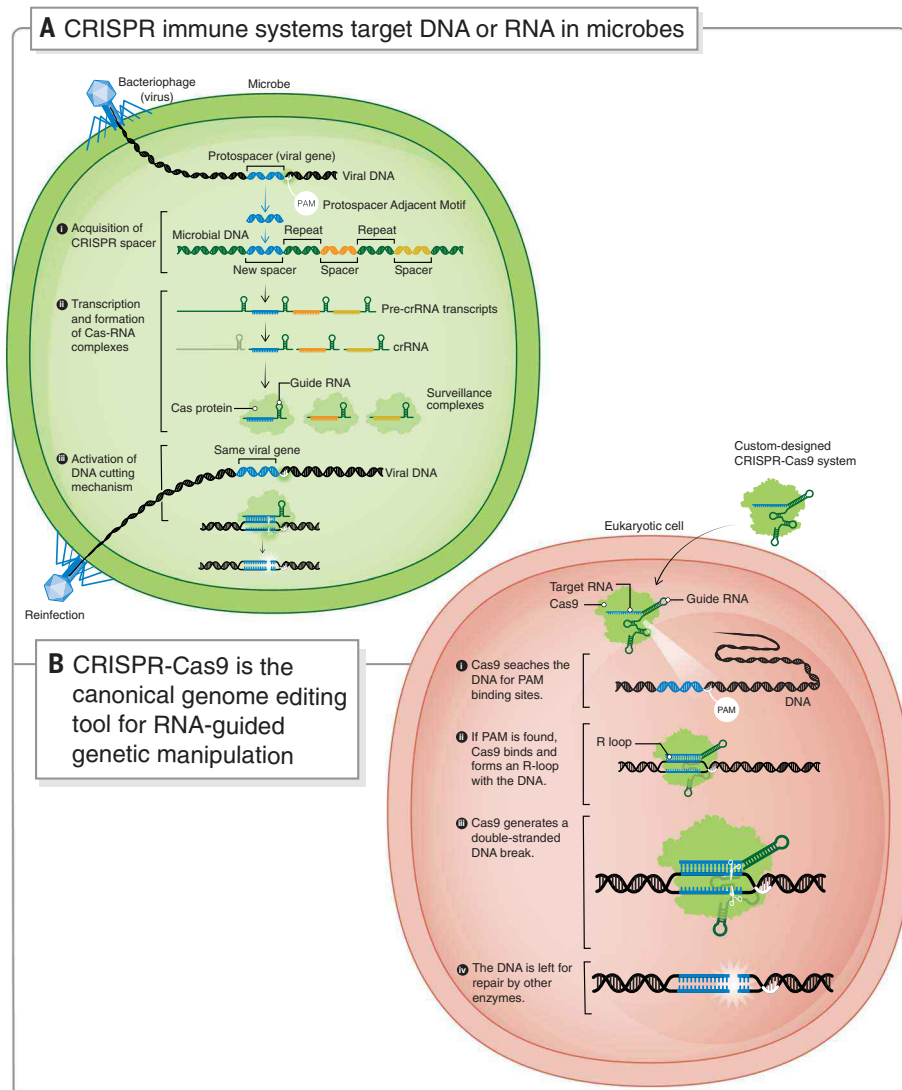 A CRISPR immune systems target DNA or RNA in microbes
Bacteriophage
(virus)
Microbe
Protospacer (viral gene)
Viral DNA
PAM
Protospacer Adjacent Motif
i Acquisition of
CRISPR spacer
Microbial DNA
Repeat
Repeat
New spacer
Spacer
Spacer
ii Transcription
and formation
of Cas-RNA
complexes
Pre-crRNA transcripts
crRNA
Guide RNA
Cas protein
Surveillance
complexes
iii Activation of
DNA cutting
mechanism
Same viral gene
Viral DNA
Reinfection
B CRISPR-Cas9 is the
canonical genome editing
tool for RNA-guided
genetic manipulation
Custom-designed
CRISPR-Cas9 system
Eukaryotic cell
Target RNA
Cas9
Guide RNA
i Cas9 seaches the
DNA for PAM
binding sites.
DNA
PAM
ii If PAM is found,
Cas9 binds and
forms an R-loop
with the DNA.
R loop
iii Cas9 generates a
double-stranded
DNA break.
iv The DNA is left for
repair by other
enzymes.